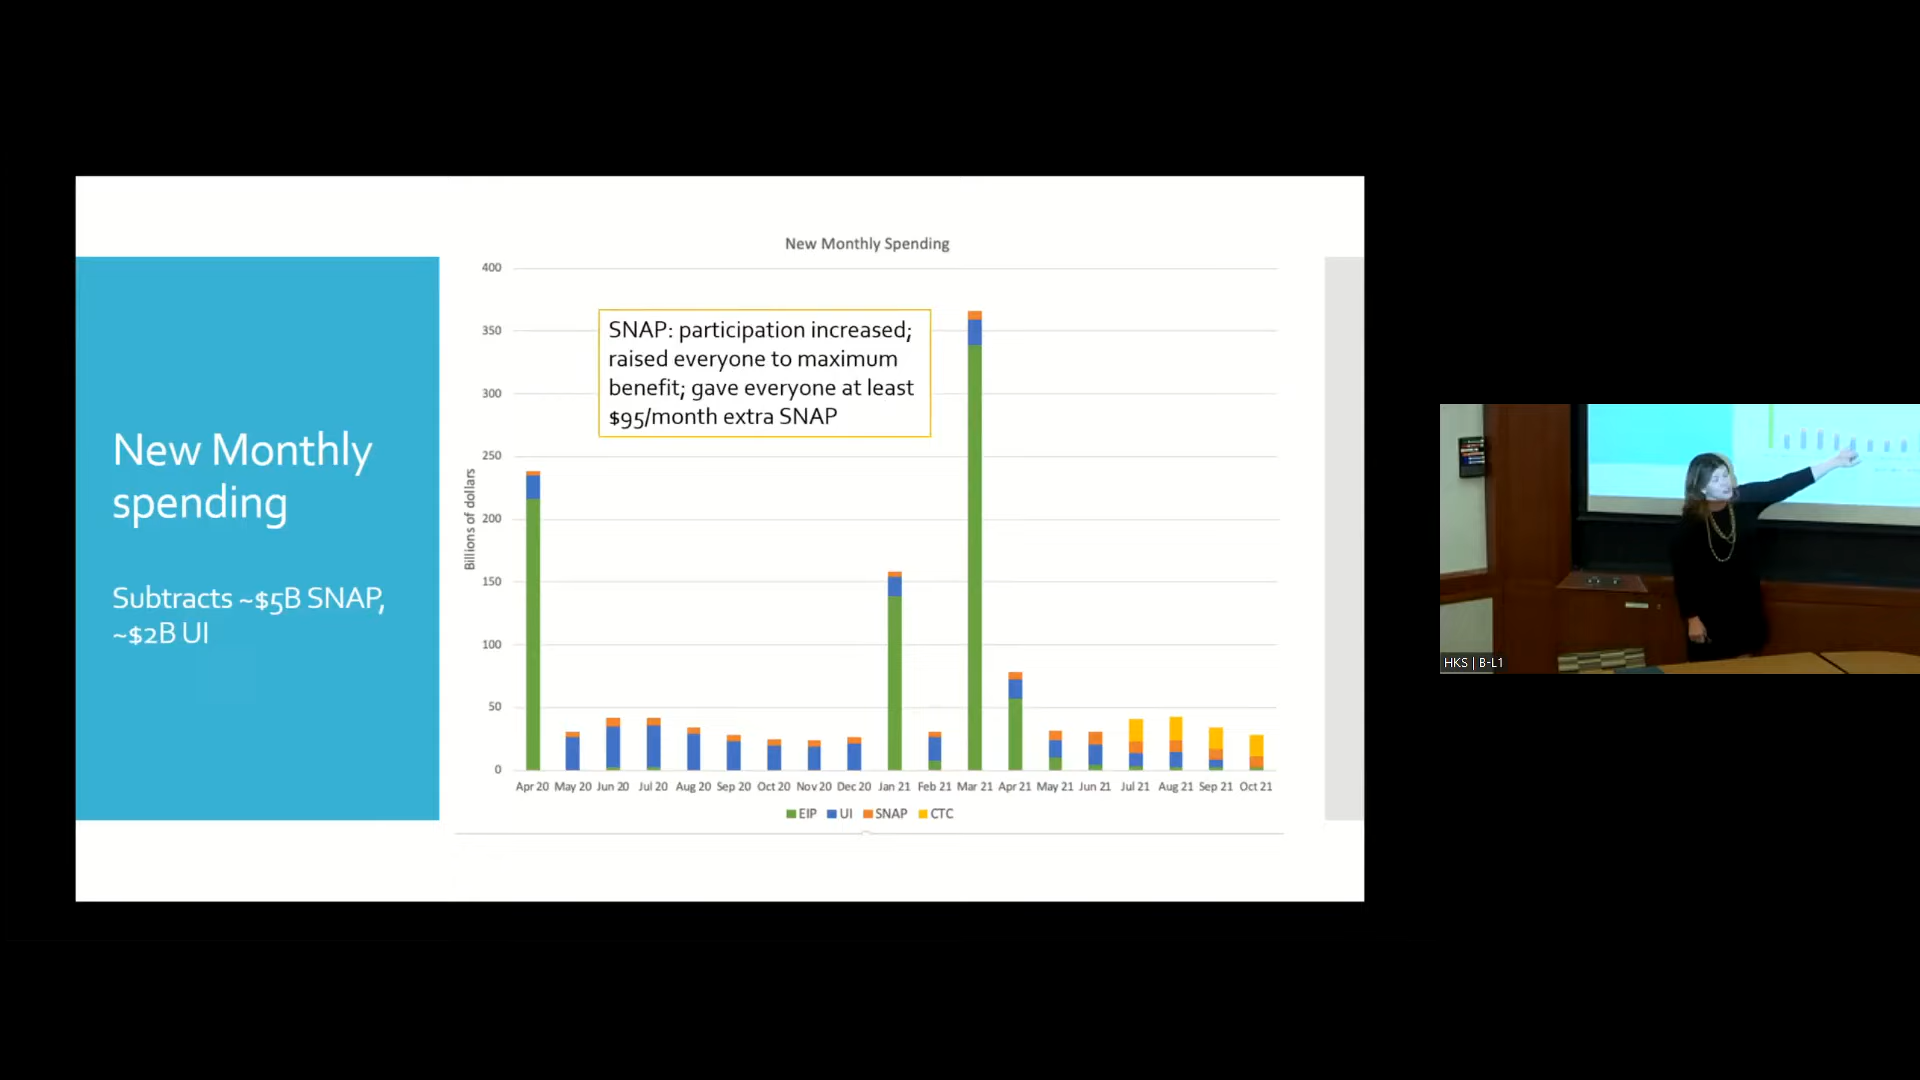 New Monthly
spending
Subtracts ~$5B SNAP,
~$2B UI
New Monthly Spending
SNAP: participation increased;
raised everyone to maximum
benefit; gave everyone at least
$95/month extra SNAP
Billions of dollars
400
350
300
250
200
150
100
50
0
Apr 20 May 20 Jun 20 Jul 20 Aug 20 Sep 20 Oct 20 Nov 20 Dec 20 Jan 21 Feb 21 Mar 21 Apr 21 May 21 Jun 21 Jul 21 Aug 21 Sep 21 Oct 21
EIP UI SNAP CTC
HKS | B-L1